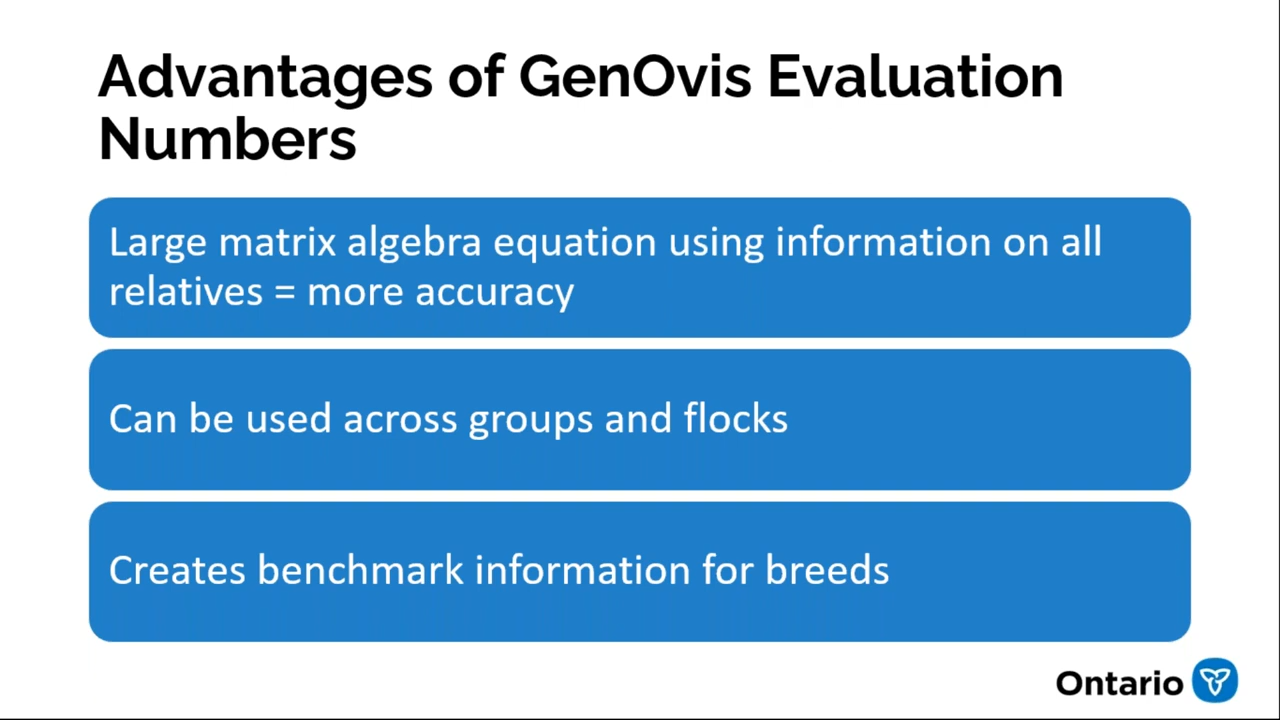 Advantages of GenOvis Evaluation
Numbers
Large matrix algebra equation using information on all
relatives = more accuracy
Can be used across groups and flocks
Creates benchmark information for breeds
Ontario